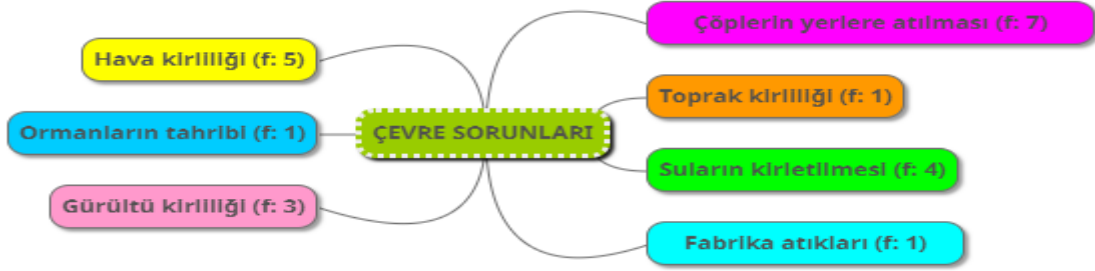 Çöplerin yerlere atılması (f: 7)
Hava kirliliği (f: 5)
Toprak kirliliği (f: 1)
Ormanların tahribi (f: 1)
ÇEVRE SORUNLARI
Suların kirletilmesi (f: 4)
Gürültü kirliliği (f: 3)
Fabrika atıkları (f: 1)